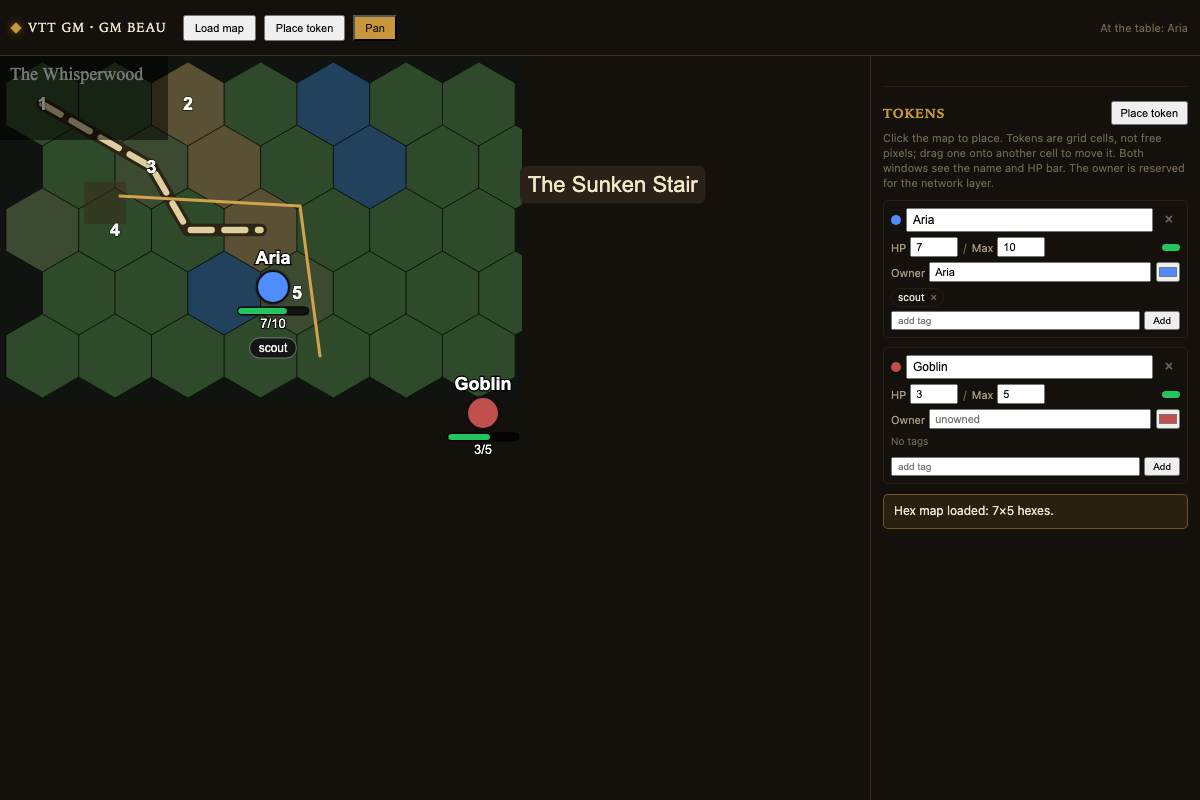 VTT GM · GM BEAU
Load map
Place token
Pan
At the table: Aria
The Whisperwood
1
2
3
The Sunken Stair
4
Aria
5
7/10
scout
Goblin
3/5
TOKENS
Place token
Click the map to place. Tokens are grid cells, not free
pixels; drag one onto another cell to move it. Both
windows see the name and HP bar. The owner is reserved
for the network layer.
Aria ×
HP 7 / Max 10
Owner Aria
scout ×
add tag Add
Goblin ×
HP 3 / Max 5
Owner unowned
No tags
add tag Add
Hex map loaded: 7×5 hexes.